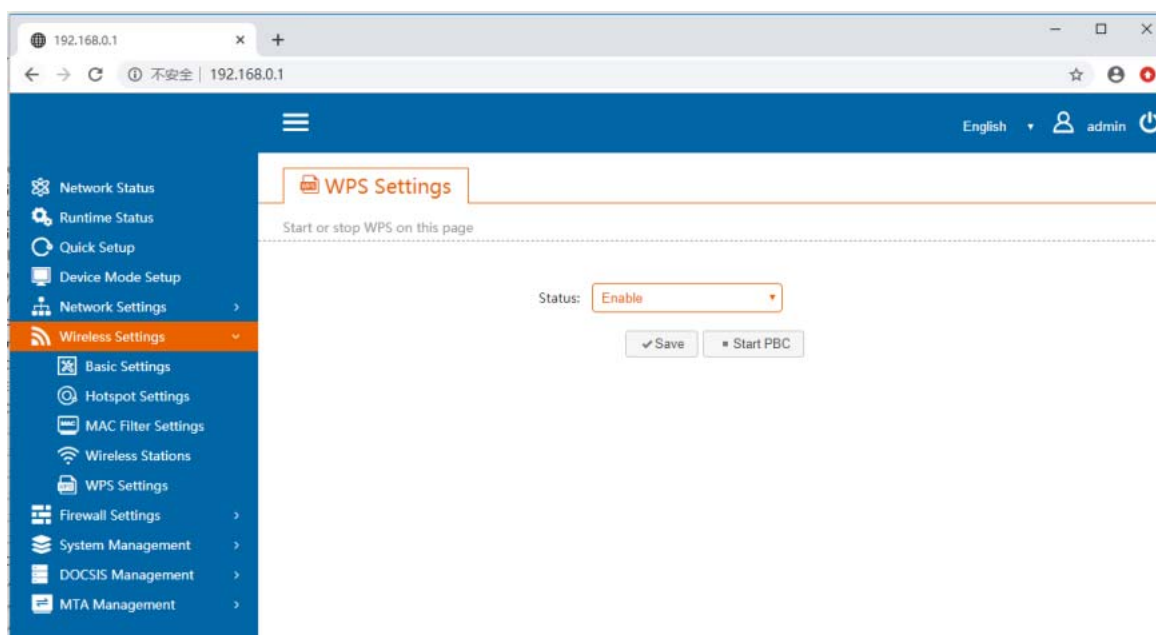 192.168.0.1
不安全 | 192.168.0.1
English admin
Network Status
Runtime Status
Quick Setup
Device Mode Setup
Network Settings
Wireless Settings
Basic Settings
Hotspot Settings
MAC Filter Settings
Wireless Stations
WPS Settings
Firewall Settings
System Management
DOCSIS Management
MTA Management
WPS Settings
Start or stop WPS on this page
Status: Enable
Save Start PBC